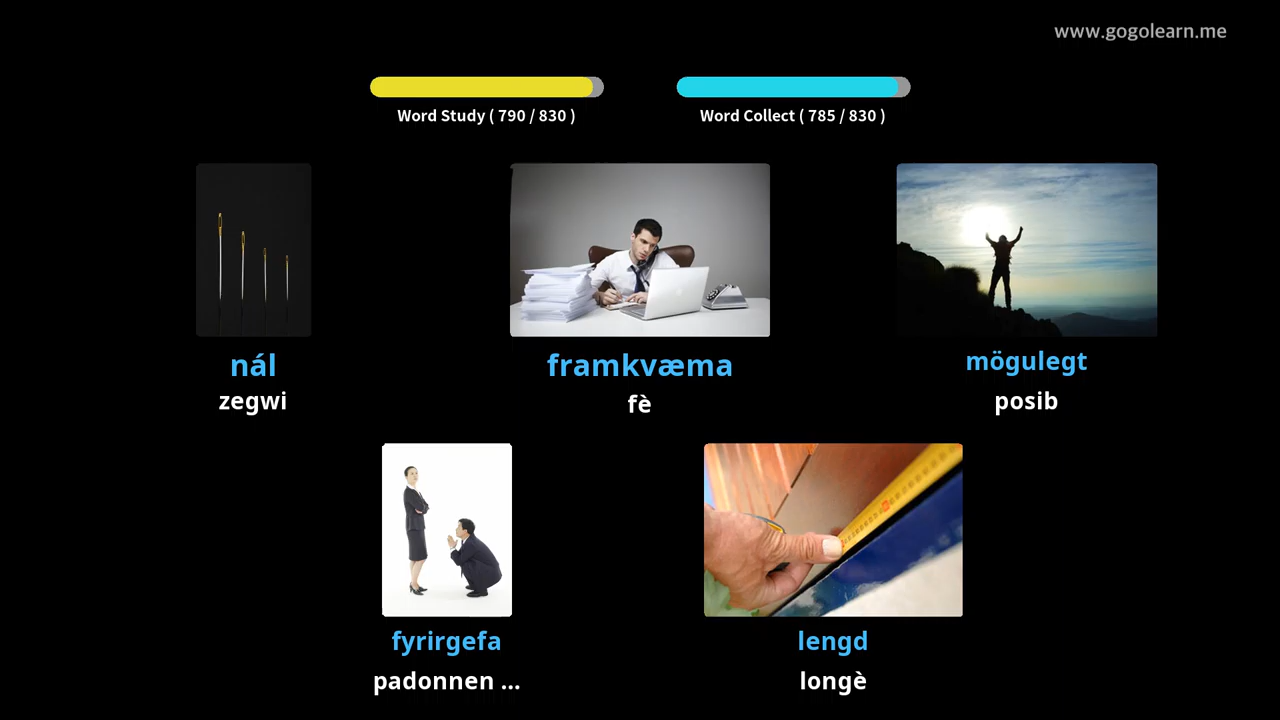 www.gogolearn.me
Word Study ( 790 / 830 )
Word Collect ( 785 / 830 )
nál
zegwi
framkvæma
fè
mögulegt
posib
fyrirgefa
padonnen ...
lengd
longè